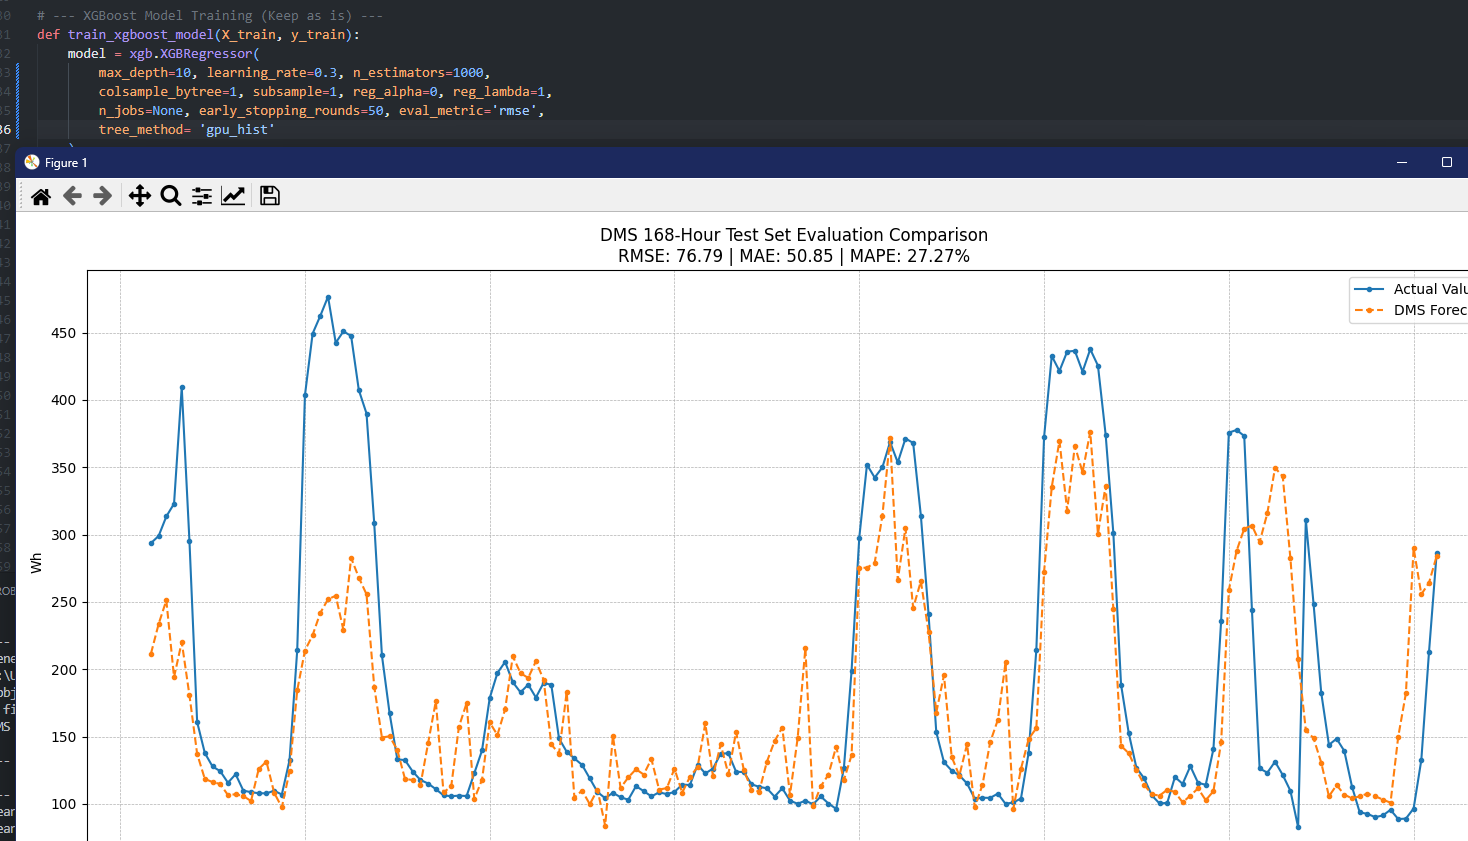 # --- XGBoost Model Training (Keep as is) ---
def train_xgboost_model(X_train, y_train):
model = xgb.XGBRegressor(
max_depth=10, learning_rate=0.3, n_estimators=1000,
colsample_bytree=1, subsample=1, reg_alpha=0, reg_lambda=1,
n_jobs=None, early_stopping_rounds=50, eval_metric='rmse',
tree_method= 'gpu_hist'
Figure 1
DMS 168-Hour Test Set Evaluation Comparison
RMSE: 76.79 | MAE: 50.85 | MAPE: 27.27%
Actual Valu
DMS Forec
450
400
350
300
250
200
150
100
Wh